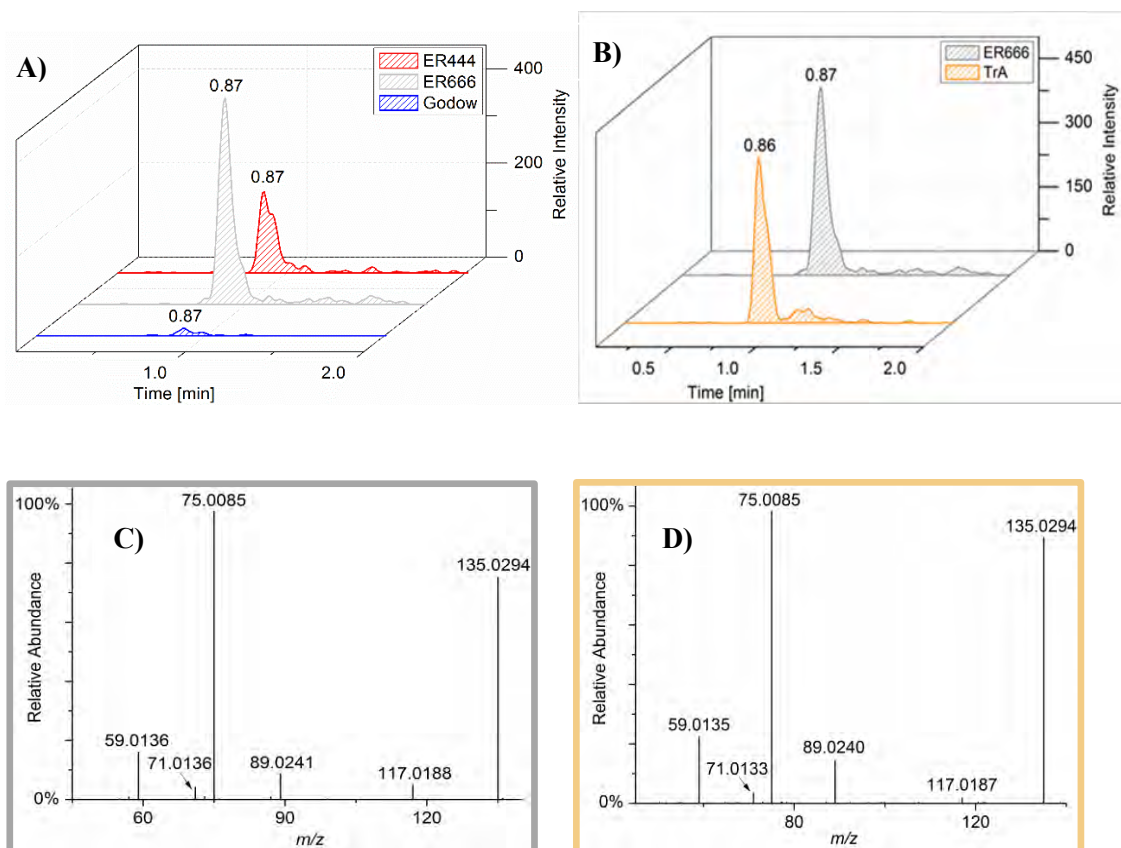 A)
ER444
ER666
Godow
0.87
0.87
0.87
400
200
0
Relative Intensity
1.0
2.0
Time [min]
B)
ER666
TrA
0.87
0.86
450
300
150
0
Relative Intensity
0.5
1.0
1.5
2.0
Time [min]
C)
100%
0%
Relative Abundance
75.0085
135.0294
59.0136
71.0136
89.0241
117.0188
60
90
120
m/z
D)
100%
0%
Relative Abundance
75.0085
135.0294
59.0135
71.0133
89.0240
117.0187
80
120
m/z